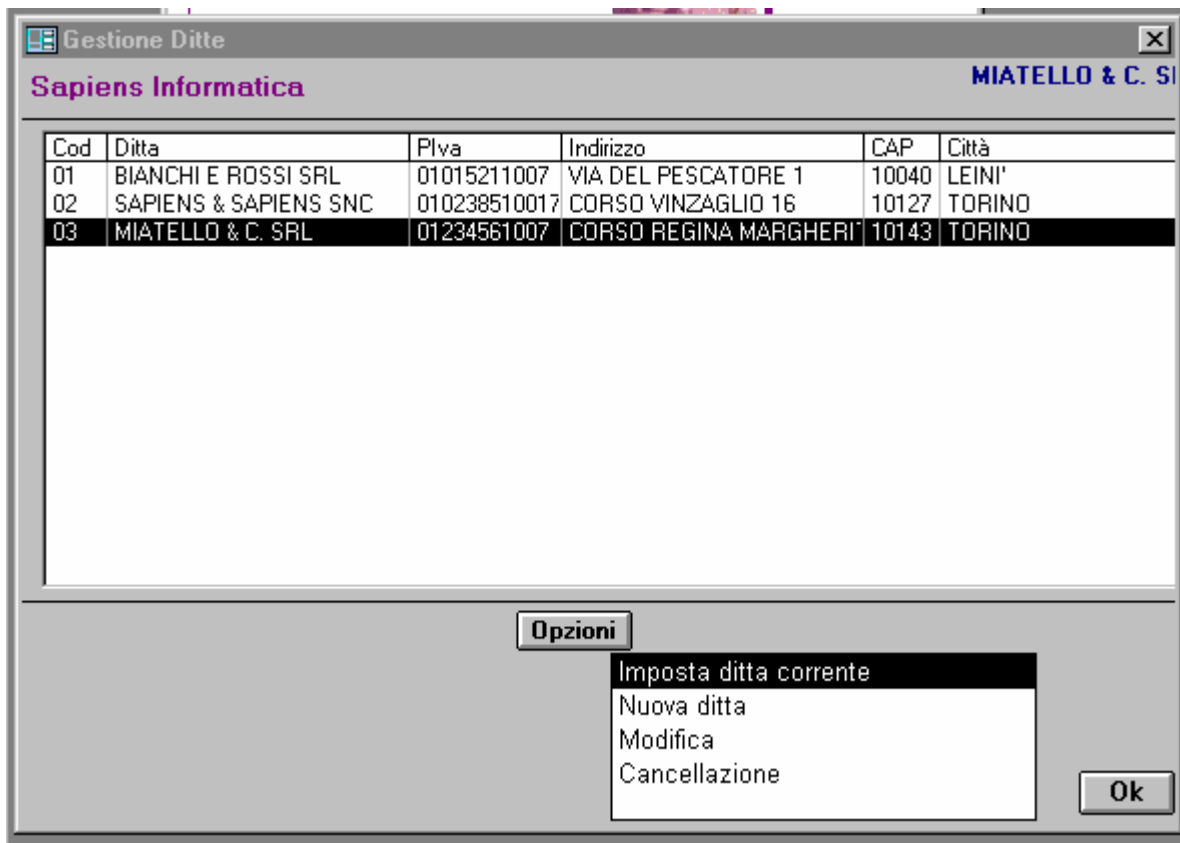 Gestione Ditte
Sapiens Informatica MIATELLO & C. S
Cod Ditta PIva Indirizzo CAP Città
01 BIANCHI E ROSSI SRL 01015211007 VIA DEL PESCATORE 1 10040 LEINI'
02 SAPIENS & SAPIENS SNC 010238510017 CORSO VINZAGLIO 16 10127 TORINO
03 MIATELLO & C. SRL 01234561007 CORSO REGINA MARGHERI 10143 TORINO
Opzioni
Imposta ditta corrente
Nuova ditta
Modifica
Cancellazione
Ok